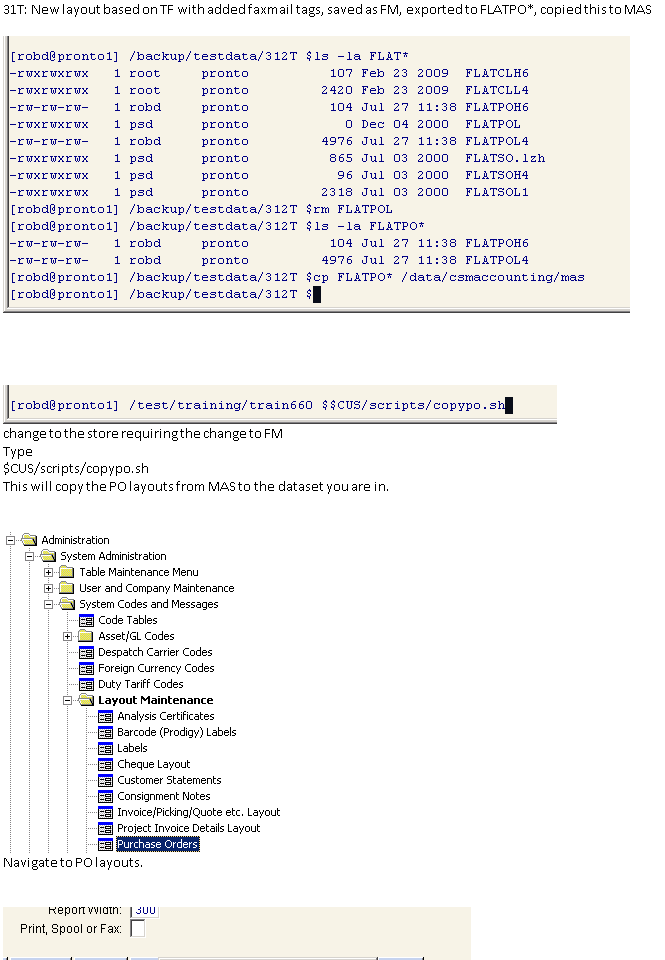 31T: New layout based on TF with added faxmail tags, saved as FM, exported to FLATPO*, copied this to MAS
[robd@pronto1] /backup/testdata/312T $ls -la FLAT*
-rwxrwxrwx 1 root pronto 107 Feb 23 2009 FLATCLH6
-rwxrwxrwx 1 root pronto 2420 Feb 23 2009 FLATCLL4
-rw-rw-rw- 1 robd pronto 104 Jul 27 11:38 FLATPOH6
-rwxrwxrwx 1 psd pronto 0 Dec 04 2000 FLATPOL
-rw-rw-rw- 1 robd pronto 4976 Jul 27 11:38 FLATPOL4
-rwxrwxrwx 1 psd pronto 865 Jul 03 2000 FLATSO.lzh
-rwxrwxrwx 1 psd pronto 96 Jul 03 2000 FLATSOH4
-rwxrwxrwx 1 psd pronto 2318 Jul 03 2000 FLATSOL1
[robd@pronto1] /backup/testdata/312T $rm FLATPOL
[robd@pronto1] /backup/testdata/312T $ls -la FLATPO*
-rw-rw-rw- 1 robd pronto 104 Jul 27 11:38 FLATPOH6
-rw-rw-rw- 1 robd pronto 4976 Jul 27 11:38 FLATPOL4
[robd@pronto1] /backup/testdata/312T $cp FLATPO* /data/csmaccounting/mas
[robd@pronto1] /backup/testdata/312T $
[robd@pronto1] /test/training/train660 $$CUS/scripts/copypo.sh
change to the store requiring the change to FM
Type
$CUS/scripts/copypo.sh
This will copy the PO layouts from MAS to the dataset you are in.
Administration
System Administration
Table Maintenance Menu
User and Company Maintenance
System Codes and Messages
Code Tables
Asset/GL Codes
Despatch Carrier Codes
Foreign Currency Codes
Duty Tariff Codes
Layout Maintenance
Analysis Certificates
Barcode (Prodigy) Labels
Labels
Cheque Layout
Customer Statements
Consignment Notes
Invoice/Picking/Quote etc. Layout
Project Invoice Details Layout
Purchase Orders
Navigate to PO layouts.
Report Width: 300
Print, Spool or Fax: